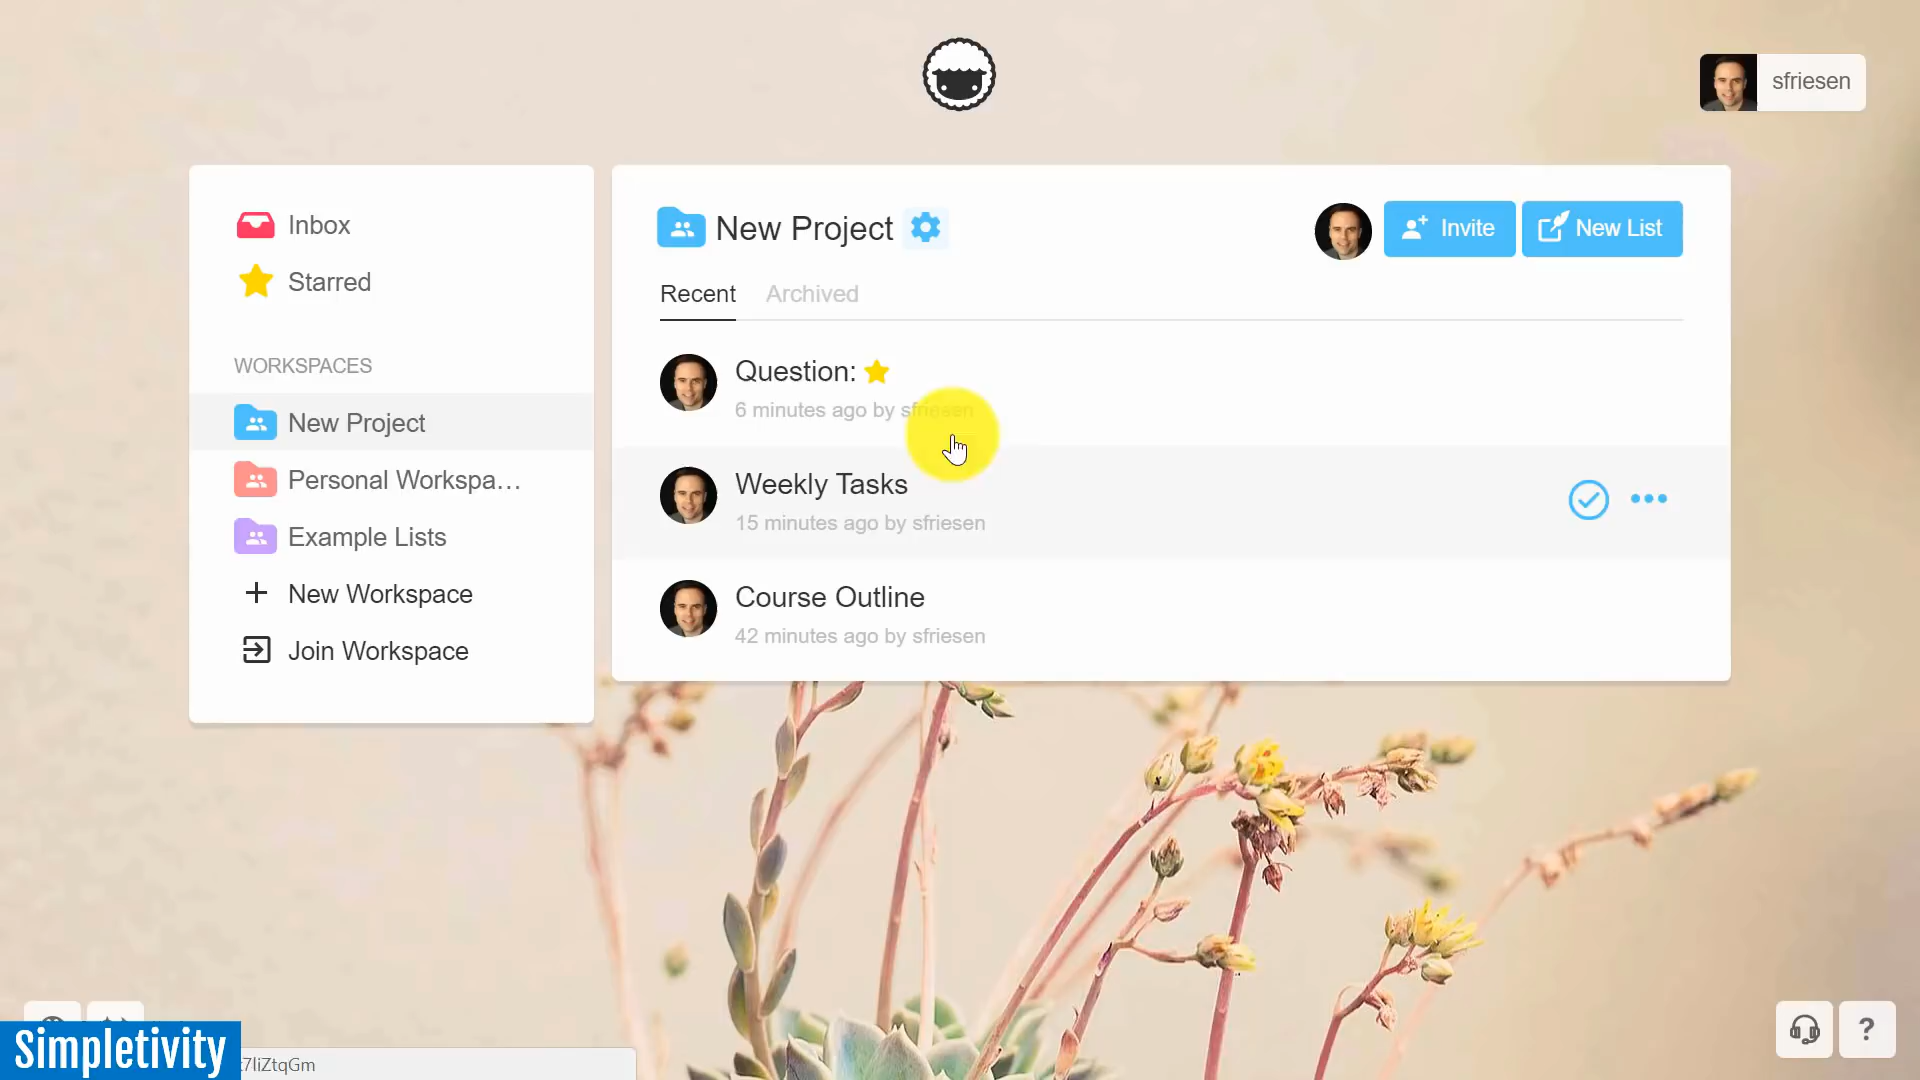 sfriesen
Inbox
Starred
WORKSPACES
New Project
Personal Workspa...
Example Lists
New Workspace
Join Workspace
New Project
Invite
New List
Recent
Archived
Question:
6 minutes ago by sfriesen
Weekly Tasks
15 minutes ago by sfriesen
Course Outline
42 minutes ago by sfriesen
?
Simpletivity